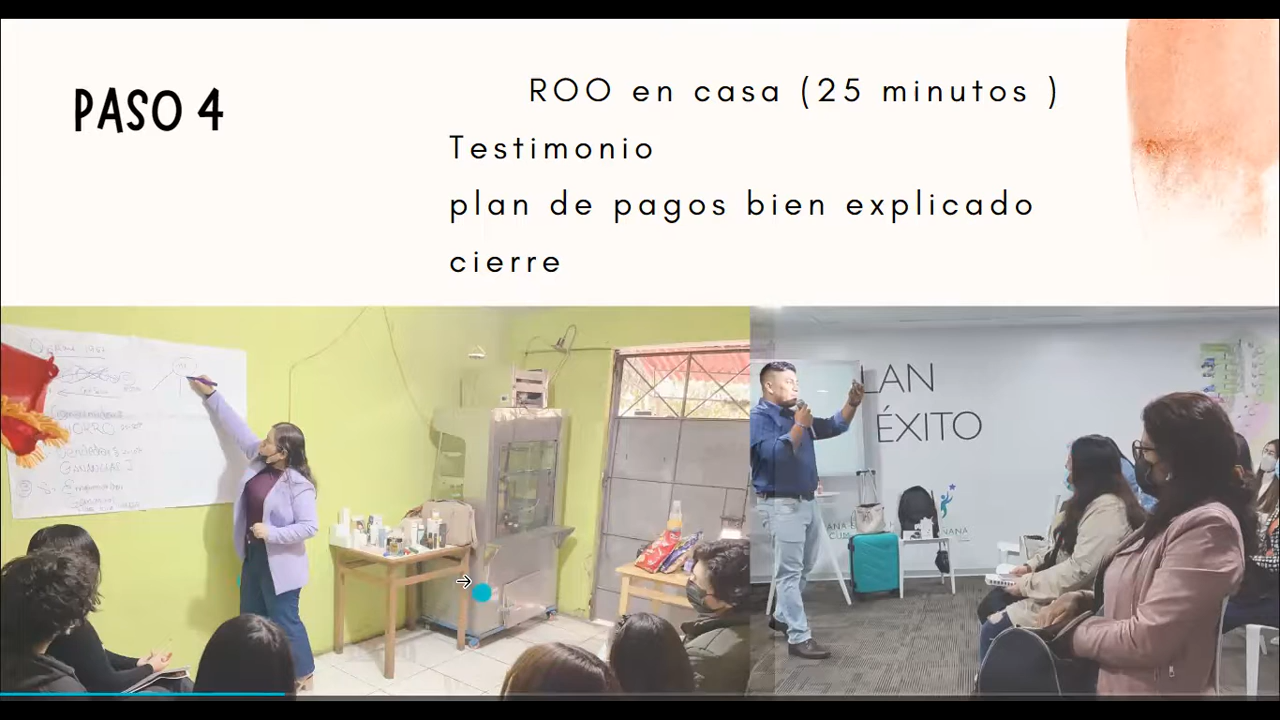 PASO 4
ROO en casa (25 minutos )
Testimonio
plan de pagos bien explicado
cierre
LAN
ÉXITO